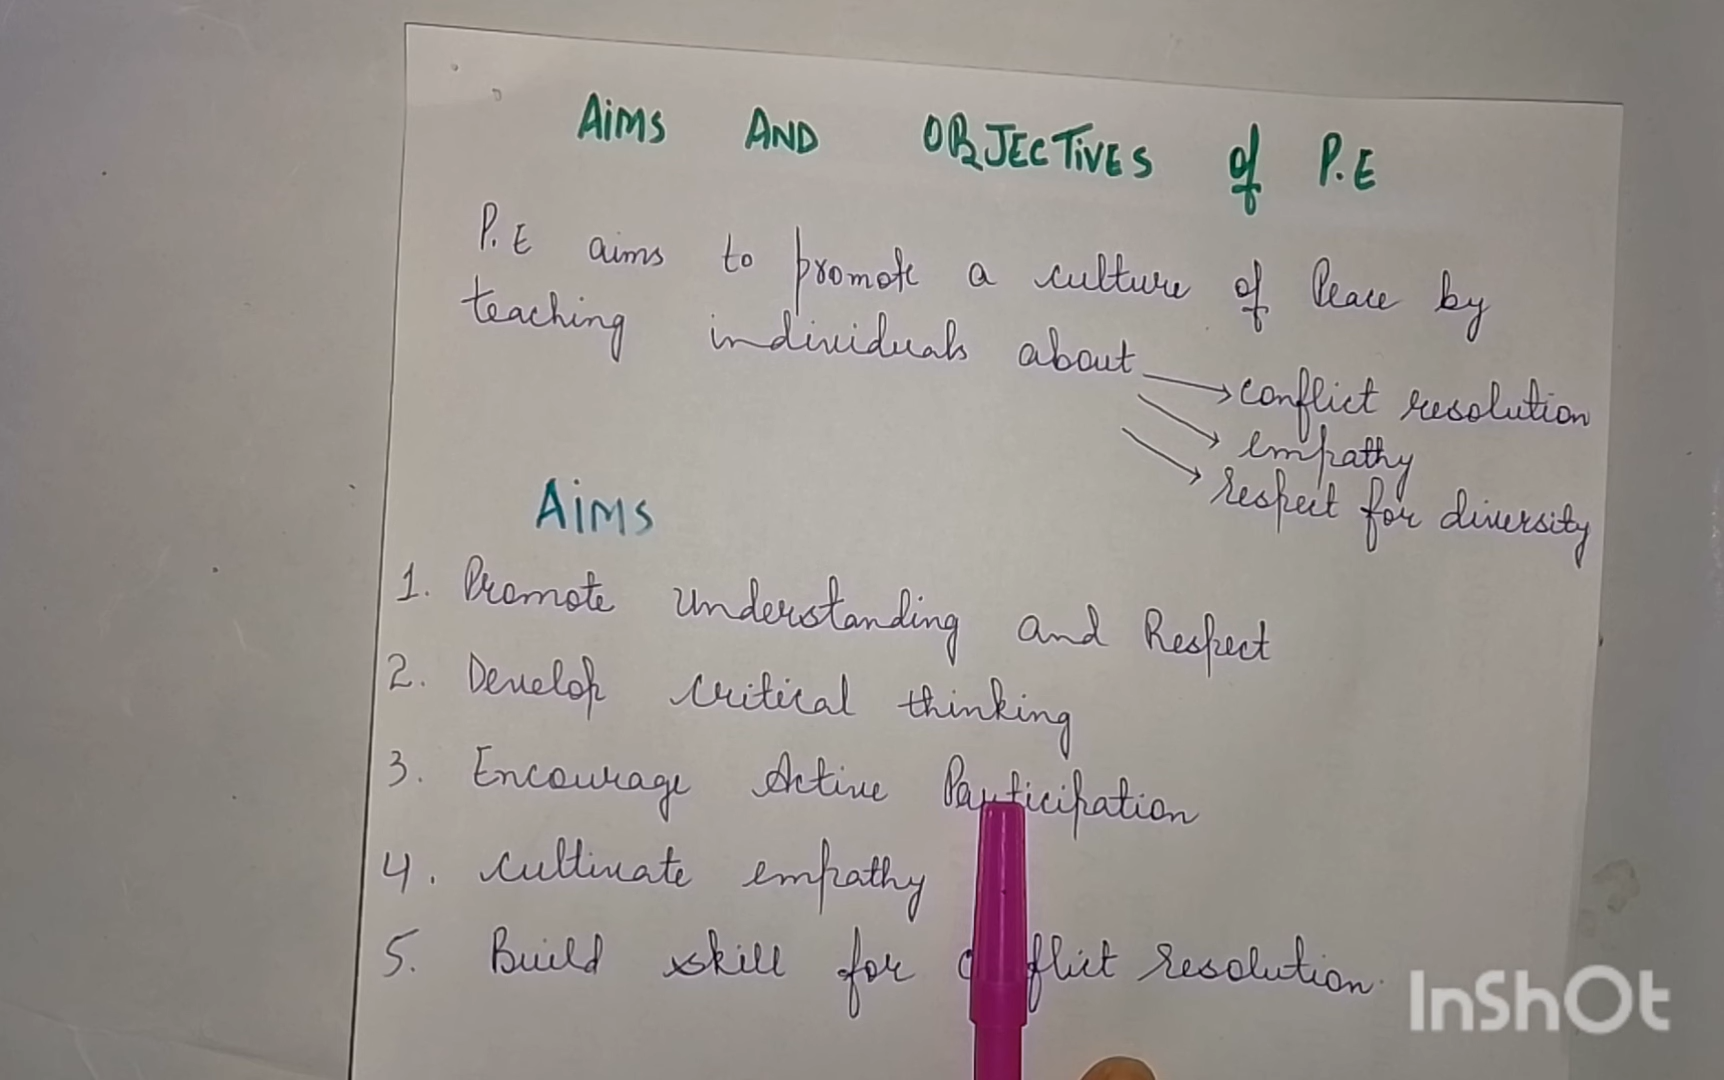 AiMS AND OBJECTiVES of P.E
P.E aims to promote a culture of Peace by
teaching individuals about
conflict resolution
empathy
respect for diversity
AiMS
1. Promote understanding and Respect
2. Develop critical thinking
3. Encourage Active Participation
4. cultivate empathy
5. Build skill for conflict resolution.
InShOt